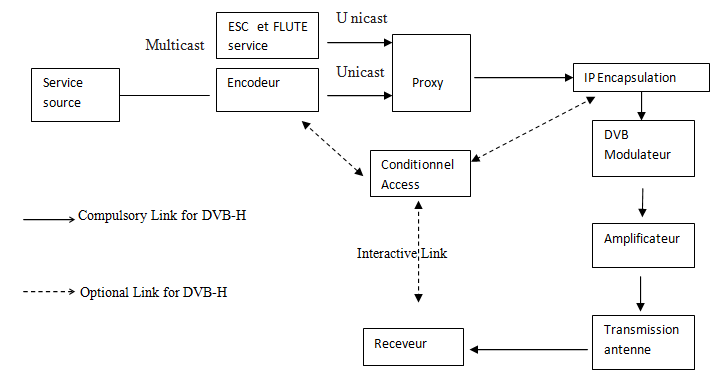 ESC et FLUTE
service
U nicast
Multicast
Service
source
Encodeur
Unicast
Proxy
IP Encapsulation
DVB
Modulateur
Conditionnel
Access
Compulsory Link for DVB-H
Amplificateur
Interactive Link
Optional Link for DVB-H
Receveur
Transmission
antenne